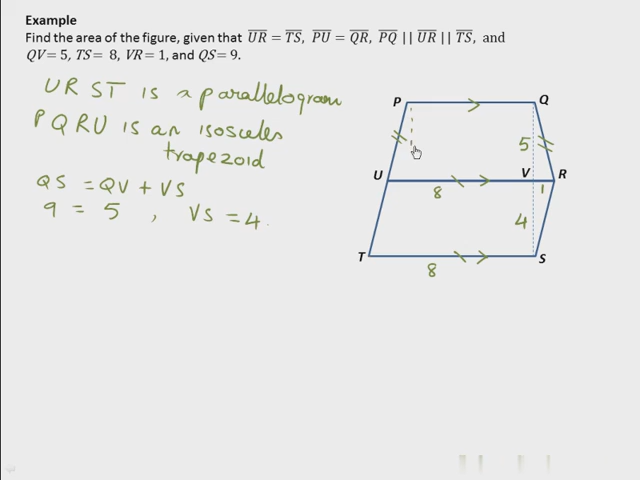 Example
Find the area of the figure, given that UR = TS, PU = QR, PQ || UR || TS, and
QV = 5, TS = 8, VR = 1, and QS = 9.
UR ST is a parallelogram
PQRU is an isosceles
trapezoid
QS = QV + VS
9 = 5 , VS = 4.
P
Q
5
U
V
R
8
1
4
T
S
8